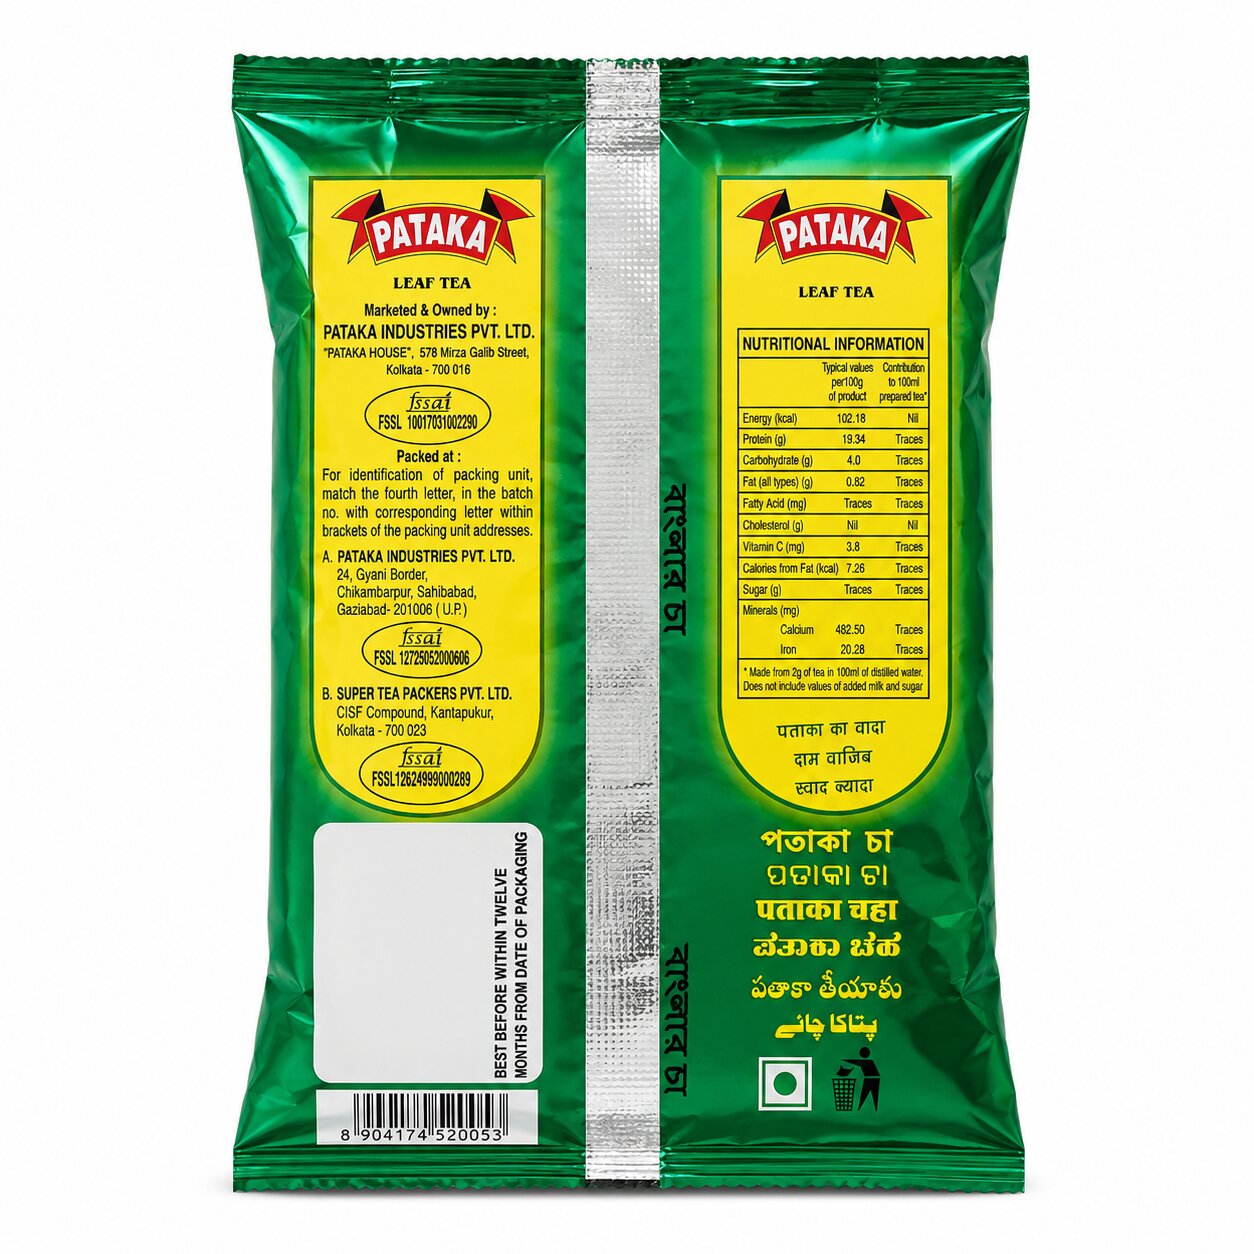 PATAKA
LEAF TEA
Marketed & Owned by :
PATAKA INDUSTRIES PVT. LTD.
"PATAKA HOUSE", 578 Mirza Galib Street,
Kolkata - 700 016
fssai
FSSL 10017031002290
Packed at :
For identification of packing unit,
match the fourth letter, in the batch
no. with corresponding letter within
brackets of the packing unit addresses.
A. PATAKA INDUSTRIES PVT. LTD.
24, Gyani Border,
Chikambarpur, Sahibabad,
Gaziabad- 201006 ( U.P.)
fssai
FSSL 12725052000606
B. SUPER TEA PACKERS PVT. LTD.
CISF Compound, Kantapukur,
Kolkata - 700 023
fssai
FSSL12624999000289
BEST BEFORE WITHIN TWELVE
MONTHS FROM DATE OF PACKAGING
8 904174 520053
বাংলার চা
বাংলার চা
PATAKA
LEAF TEA
NUTRITIONAL INFORMATION
Typical values per100g of product Contribution to 100ml prepared tea*
Energy (kcal) 102.18 Nil
Protein (g) 19.34 Traces
Carbohydrate (g) 4.0 Traces
Fat (all types) (g) 0.82 Traces
Fatty Acid (mg) Traces Traces
Cholesterol (g) Nil Nil
Vitamin C (mg) 3.8 Traces
Calories from Fat (kcal) 7.26 Traces
Sugar (g) Traces Traces
Minerals (mg)
Calcium 482.50 Traces
Iron 20.28 Traces
* Made from 2g of tea in 100ml of distilled water.
Does not include values of added milk and sugar
पताका का वादा
दाम वाजिब
स्वाद ज्यादा
পতাকা চা
ପତାକା ଚା
पताका चहा
ಪತಾಕಾ ಚಹ
పతాకా తేయాకు
پتاکا چائے